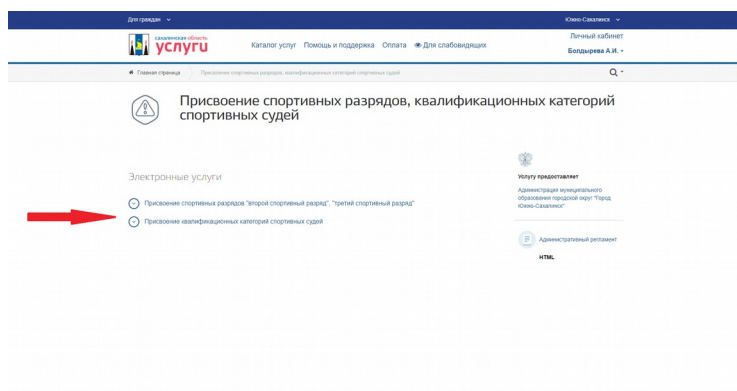 Для граждан
Южно-Сахалинск
сахалинская область
услуги
Каталог услуг Помощь и поддержка Оплата Для слабовидящих
Личный кабинет
Болдырева А.И.
Главная страница
Присвоение спортивных разрядов, квалификационных категорий спортивных судей
Присвоение спортивных разрядов, квалификационных категорий
спортивных судей
Электронные услуги
Присвоение спортивных разрядов "второй спортивный разряд", "третий спортивный разряд"
Присвоение квалификационных категорий спортивных судей
Услугу предоставляет
Администрация муниципального
образования городской округ "Город
Южно-Сахалинск"
Административный регламент
HTML